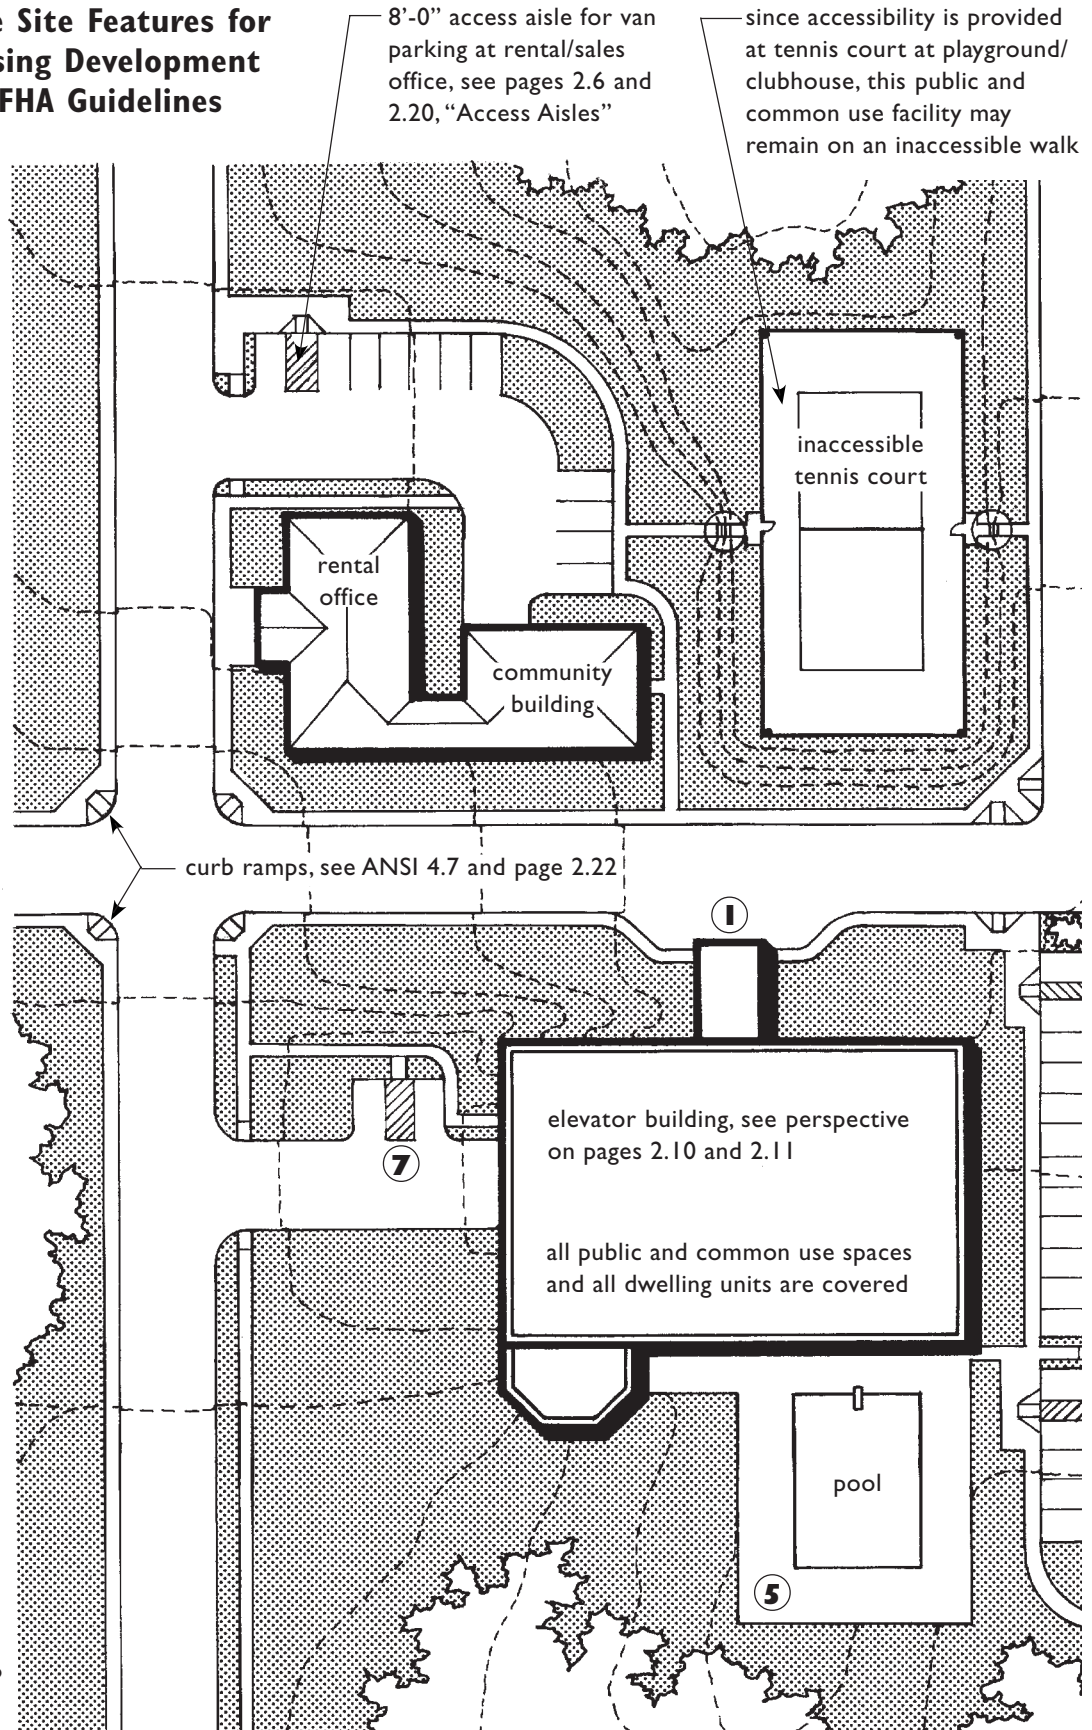 e Site Features for
sing Development
FHA Guidelines
8’-0” access aisle for van
parking at rental/sales
office, see pages 2.6 and
2.20, “Access Aisles”
since accessibility is provided
at tennis court at playground/
clubhouse, this public and
common use facility may
remain on an inaccessible walk
inaccessible
tennis court
rental
office
community
building
curb ramps, see ANSI 4.7 and page 2.22
1
elevator building, see perspective
on pages 2.10 and 2.11
7
all public and common use spaces
and all dwelling units are covered
pool
5